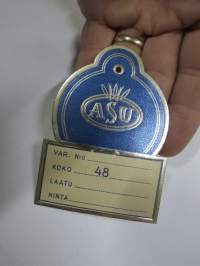 ASU
VAR. N:o
KOKO 48
LAATU
HINTA